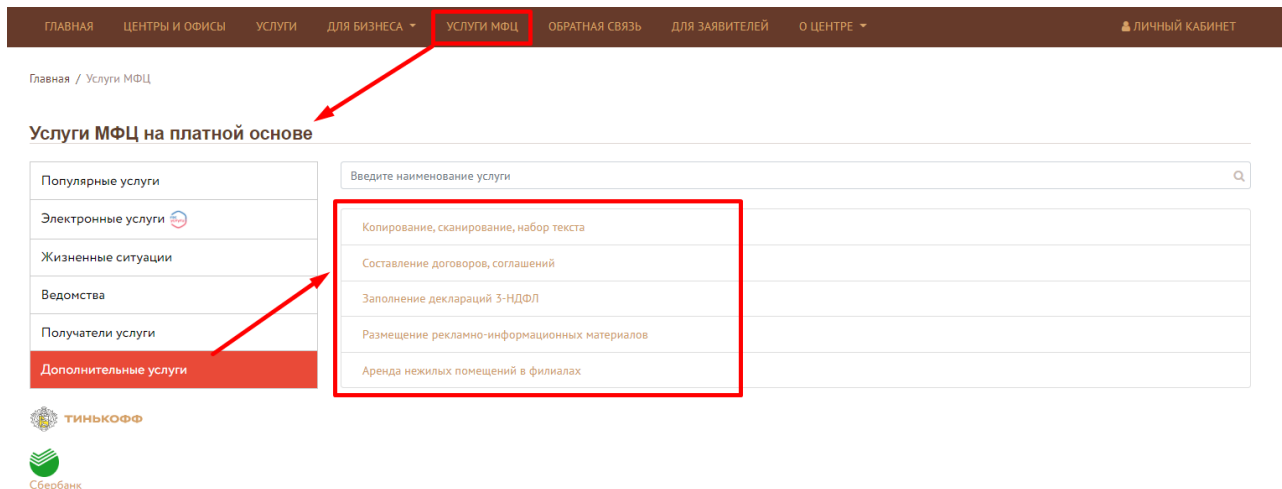 ГЛАВНАЯ ЦЕНТРЫ И ОФИСЫ УСЛУГИ ДЛЯ БИЗНЕСА УСЛУГИ МФЦ ОБРАТНАЯ СВЯЗЬ ДЛЯ ЗАЯВИТЕЛЕЙ О ЦЕНТРЕ ЛИЧНЫЙ КАБИНЕТ
Главная / Услуги МФЦ
Услуги МФЦ на платной основе
Популярные услуги
Электронные услуги
Жизненные ситуации
Ведомства
Получатели услуги
Дополнительные услуги
Введите наименование услуги
Копирование, сканирование, набор текста
Составление договоров, соглашений
Заполнение деклараций 3-НДФЛ
Размещение рекламно-информационных материалов
Аренда нежилых помещений в филиалах
ТИНЬКОФФ
Сбербанк